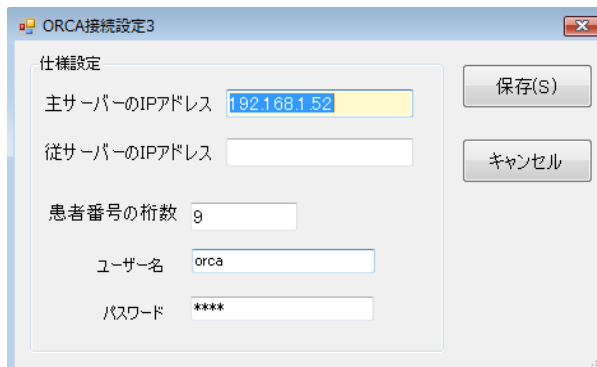 ORCA接続設定3
仕様設定
主サーバーのIPアドレス 192.168.1.52
保存(S)
従サーバーのIPアドレス
キャンセル
患者番号の桁数 9
ユーザー名 orca
パスワード ****